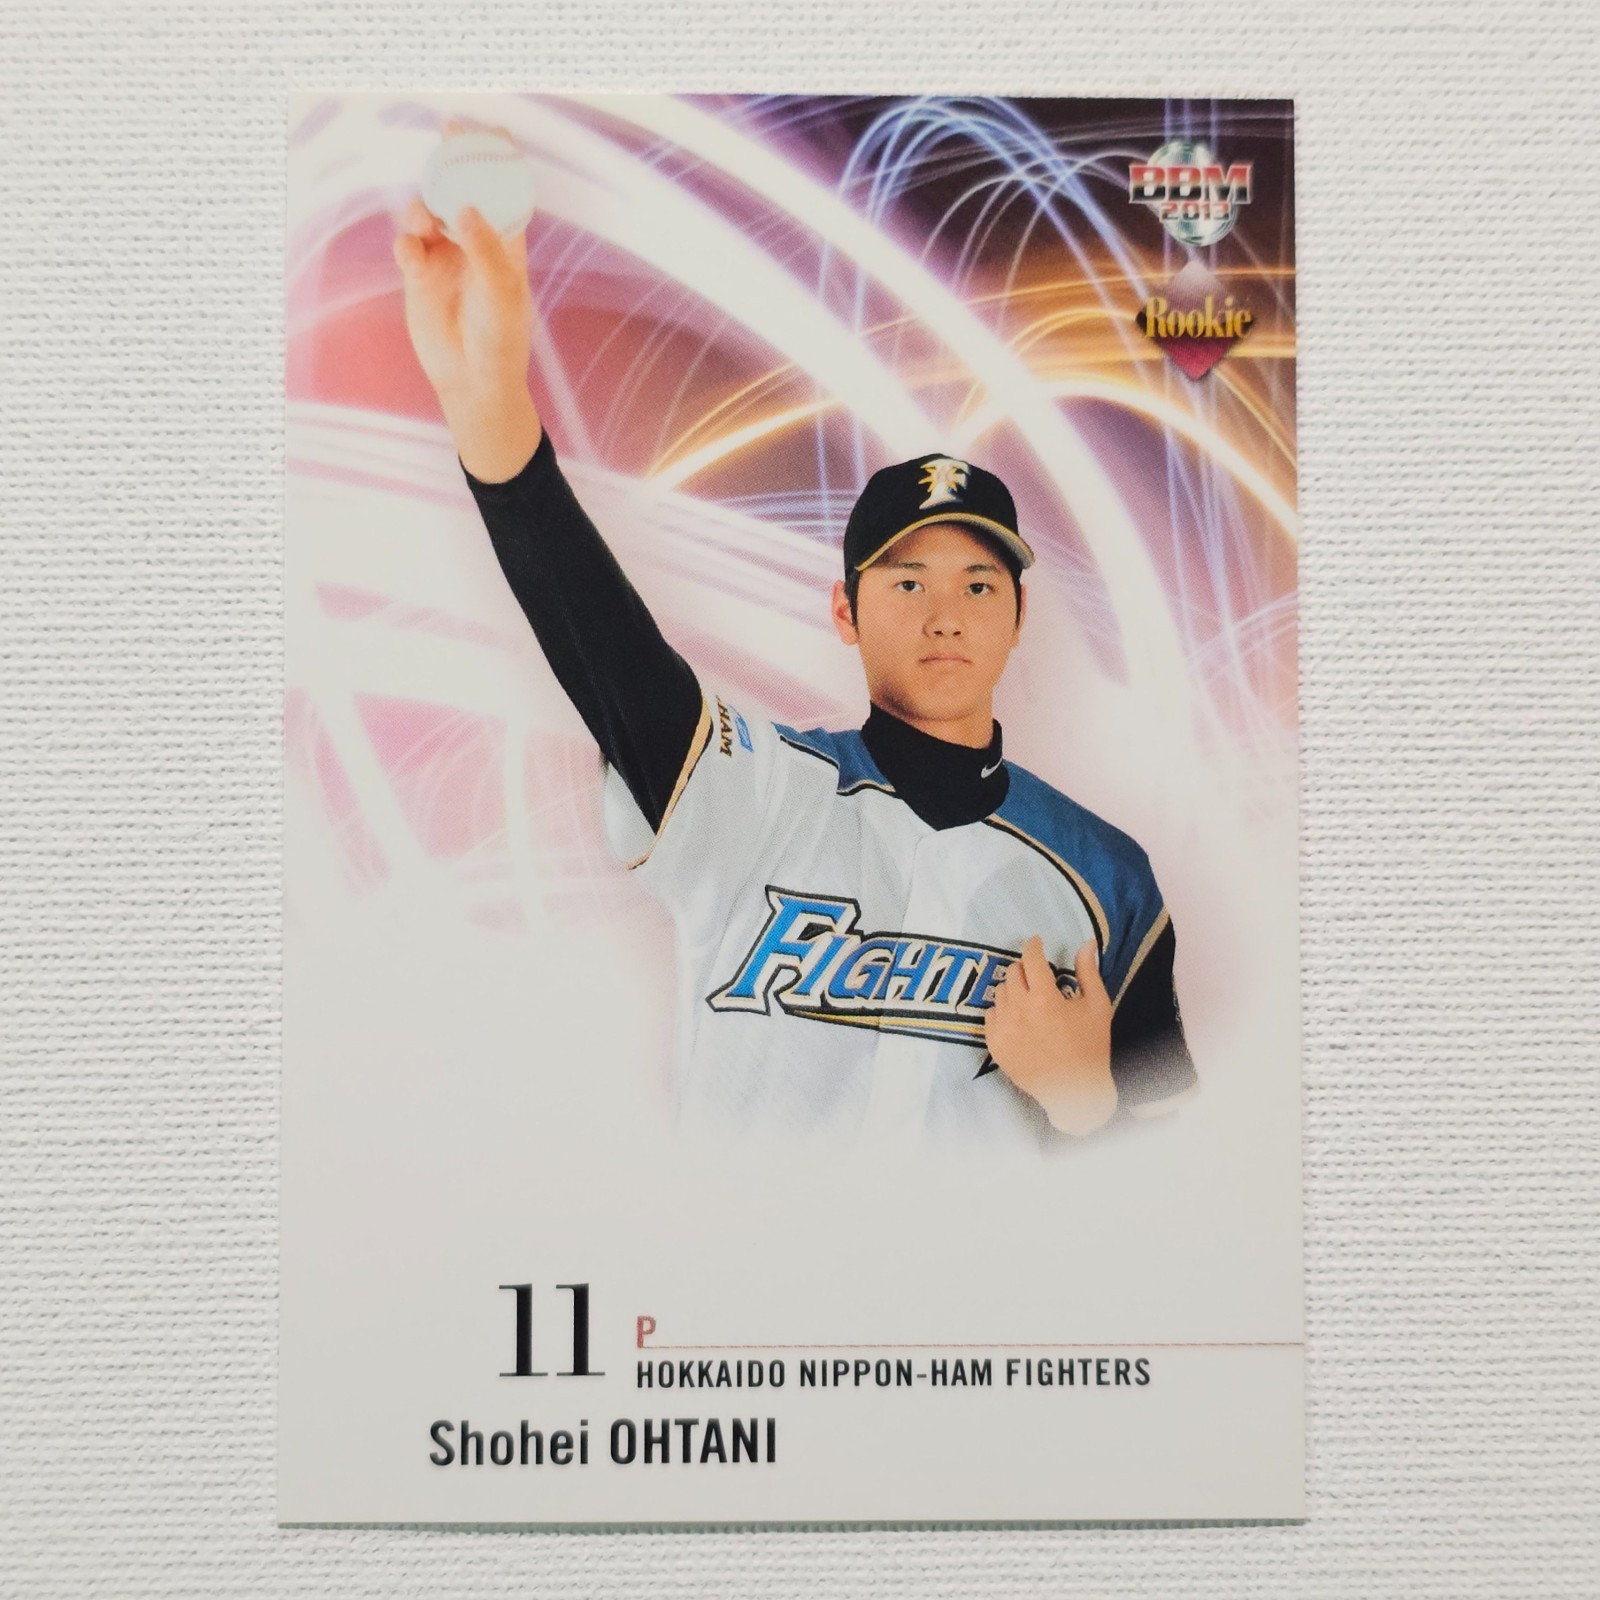 BBM
2013
Rookie
HAM
FIGHTE
11
P
HOKKAIDO NIPPON-HAM FIGHTERS
Shohei OHTANI